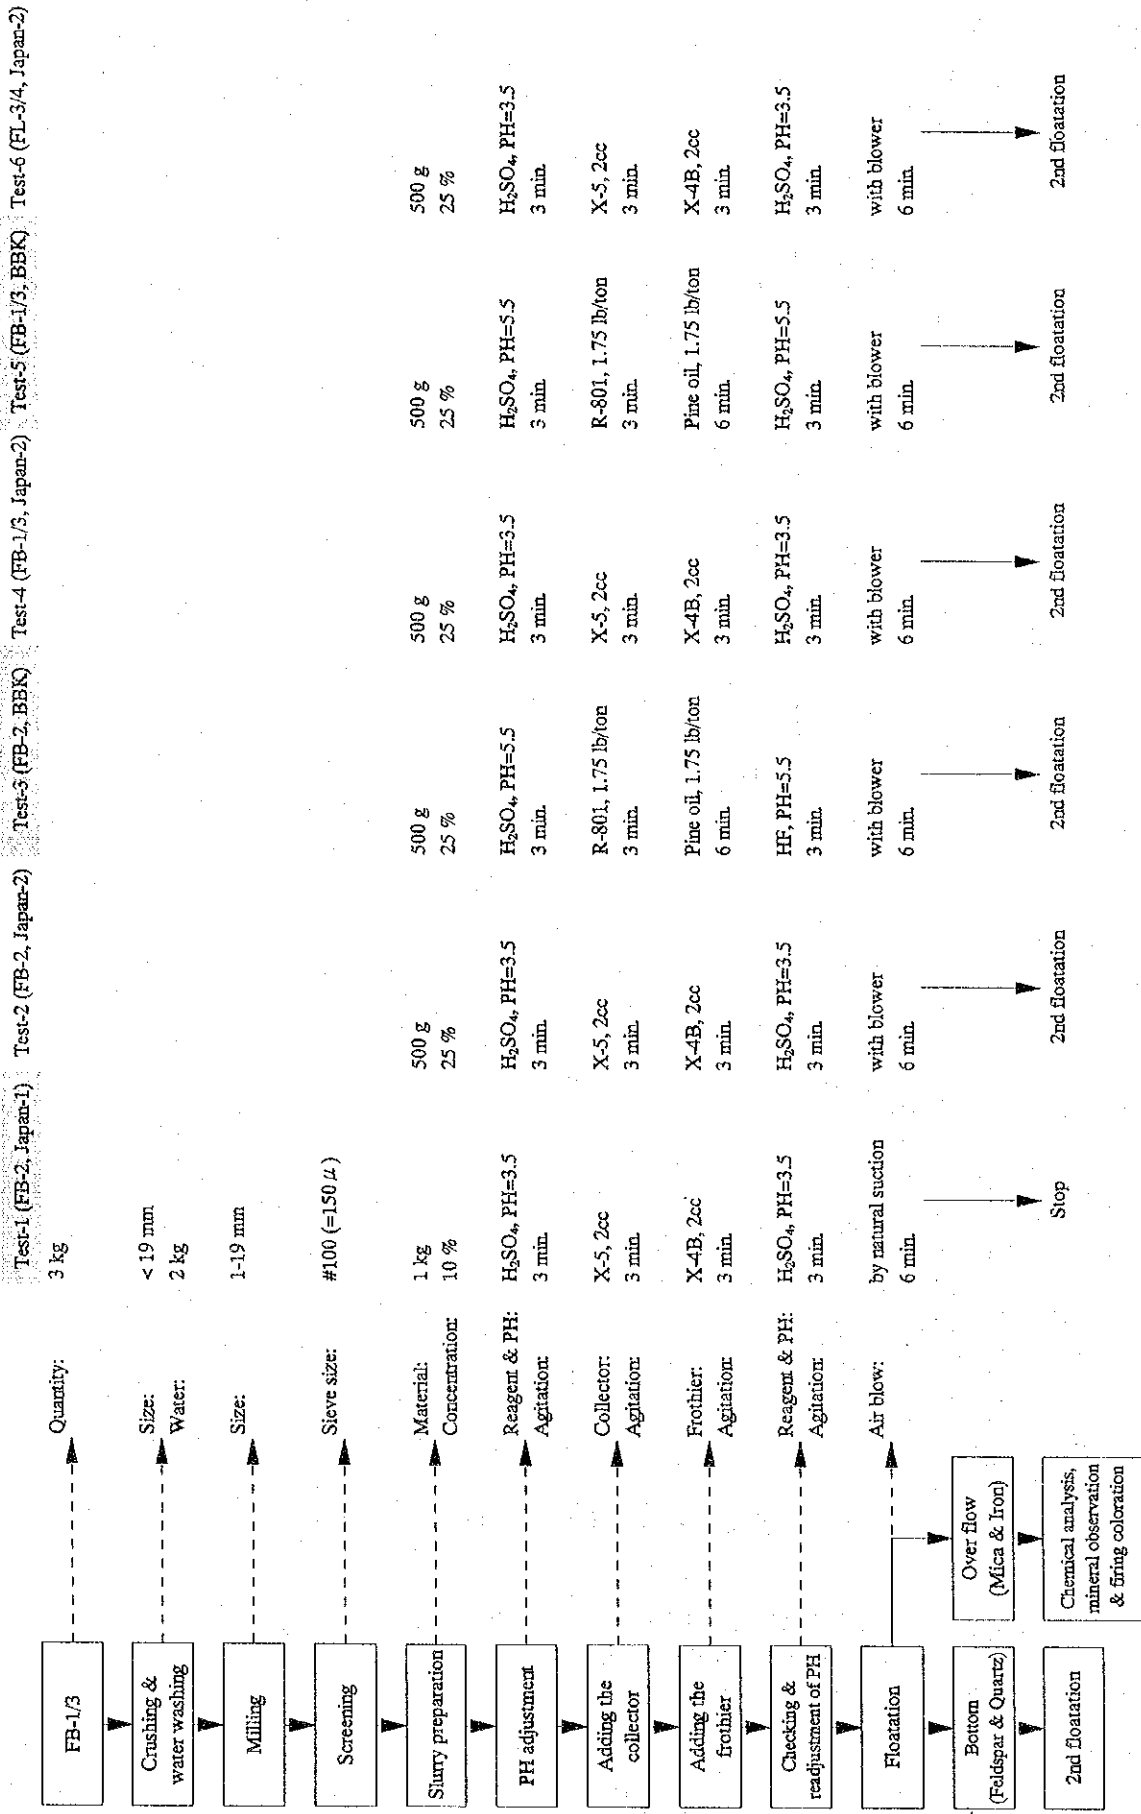 Test-1 (FB-2, Japan-1) Test-2 (FB-2, Japan-2) Test-3 (FB-2, BBK) Test-4 (FB-1/3, Japan-2) Test-5 (FB-1/3, BBK) Test-6 (FL-3/4, Japan-2)
FB-1/3 Quantity: 3 kg
Crushing & Size: < 19 mm
water washing Water: 2 kg
Milling Size: 1-19 mm
Screening Sieve size: #100 (=150 μ)
Slurry preparation Material: 1 kg 500 g 500 g 500 g 500 g 500 g
Concentration: 10 % 25 % 25 % 25 % 25 % 25 %
PH adjustment Reagent & PH: H₂SO₄, PH=3.5 H₂SO₄, PH=3.5 H₂SO₄, PH=5.5 H₂SO₄, PH=3.5 H₂SO₄, PH=5.5 H₂SO₄, PH=3.5
Agitation: 3 min. 3 min. 3 min. 3 min. 3 min. 3 min.
Adding the Collector: X-5, 2cc X-5, 2cc R-801, 1.75 lb/ton X-5, 2cc R-801, 1.75 lb/ton X-5, 2cc
collector Agitation: 3 min. 3 min. 3 min. 3 min. 3 min. 3 min.
Adding the Frothier: X-4B, 2cc X-4B, 2cc Pine oil, 1.75 lb/ton X-4B, 2cc Pine oil, 1.75 lb/ton X-4B, 2cc
frothier Agitation: 3 min. 3 min. 6 min. 3 min. 6 min. 3 min.
Checking & Reagent & PH: H₂SO₄, PH=3.5 H₂SO₄, PH=3.5 HF, PH=5.5 H₂SO₄, PH=3.5 H₂SO₄, PH=5.5 H₂SO₄, PH=3.5
readjustment of PH Agitation: 3 min. 3 min. 3 min. 3 min. 3 min. 3 min.
Floatation Air blow: by natural suction with blower with blower with blower with blower with blower
6 min. 6 min. 6 min. 6 min. 6 min. 6 min.
Bottom Over flow
(Feldspar & Quartz) (Mica & Iron)
2nd floatation Chemical analysis, Stop 2nd floatation 2nd floatation 2nd floatation 2nd floatation 2nd floatation
mineral observation
& firing coloration